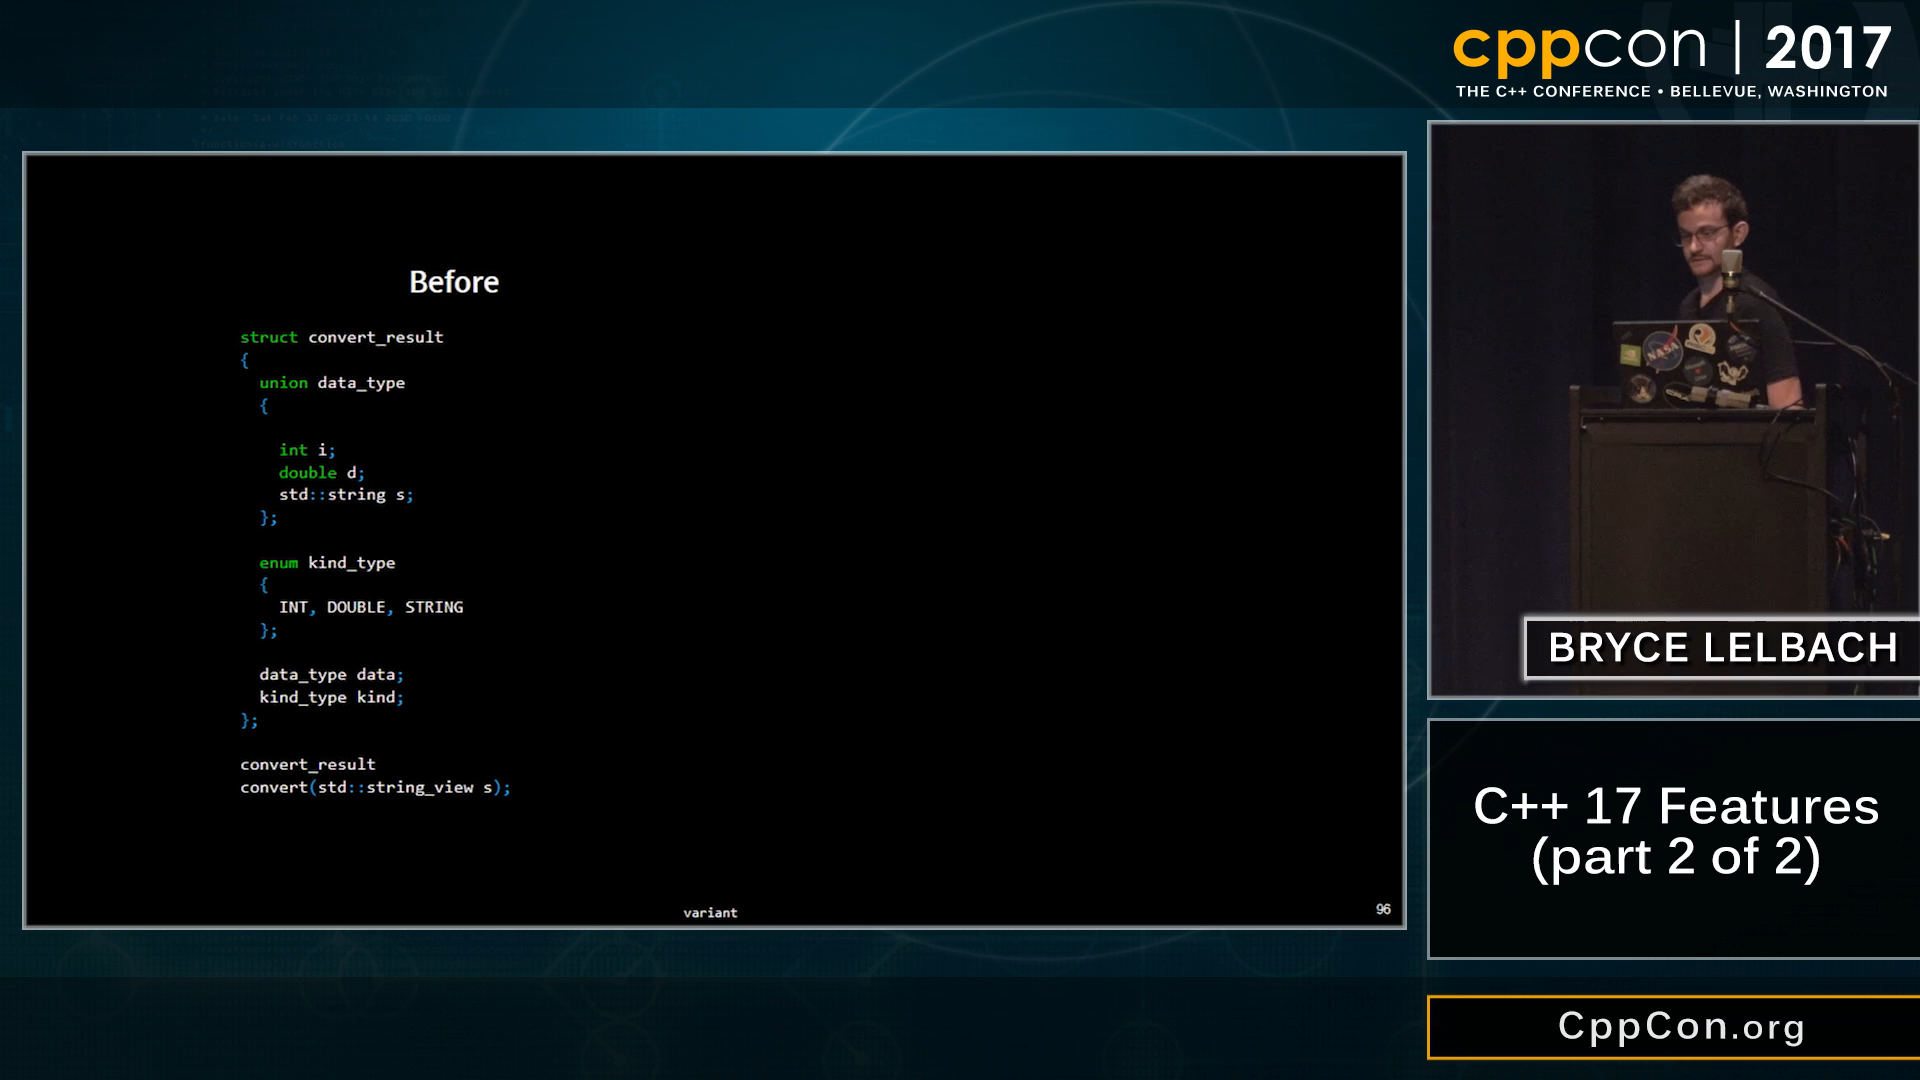 cppcon | 2017
THE C++ CONFERENCE • BELLEVUE, WASHINGTON
Before
struct convert_result
{
  union data_type
  {
    int i;
    double d;
    std::string s;
  };
  enum kind_type
  {
    INT, DOUBLE, STRING
  };
  data_type data;
  kind_type kind;
};
convert_result
convert(std::string_view s);
variant
96
NASA
BRYCE LELBACH
C++ 17 Features
(part 2 of 2)
CppCon.org